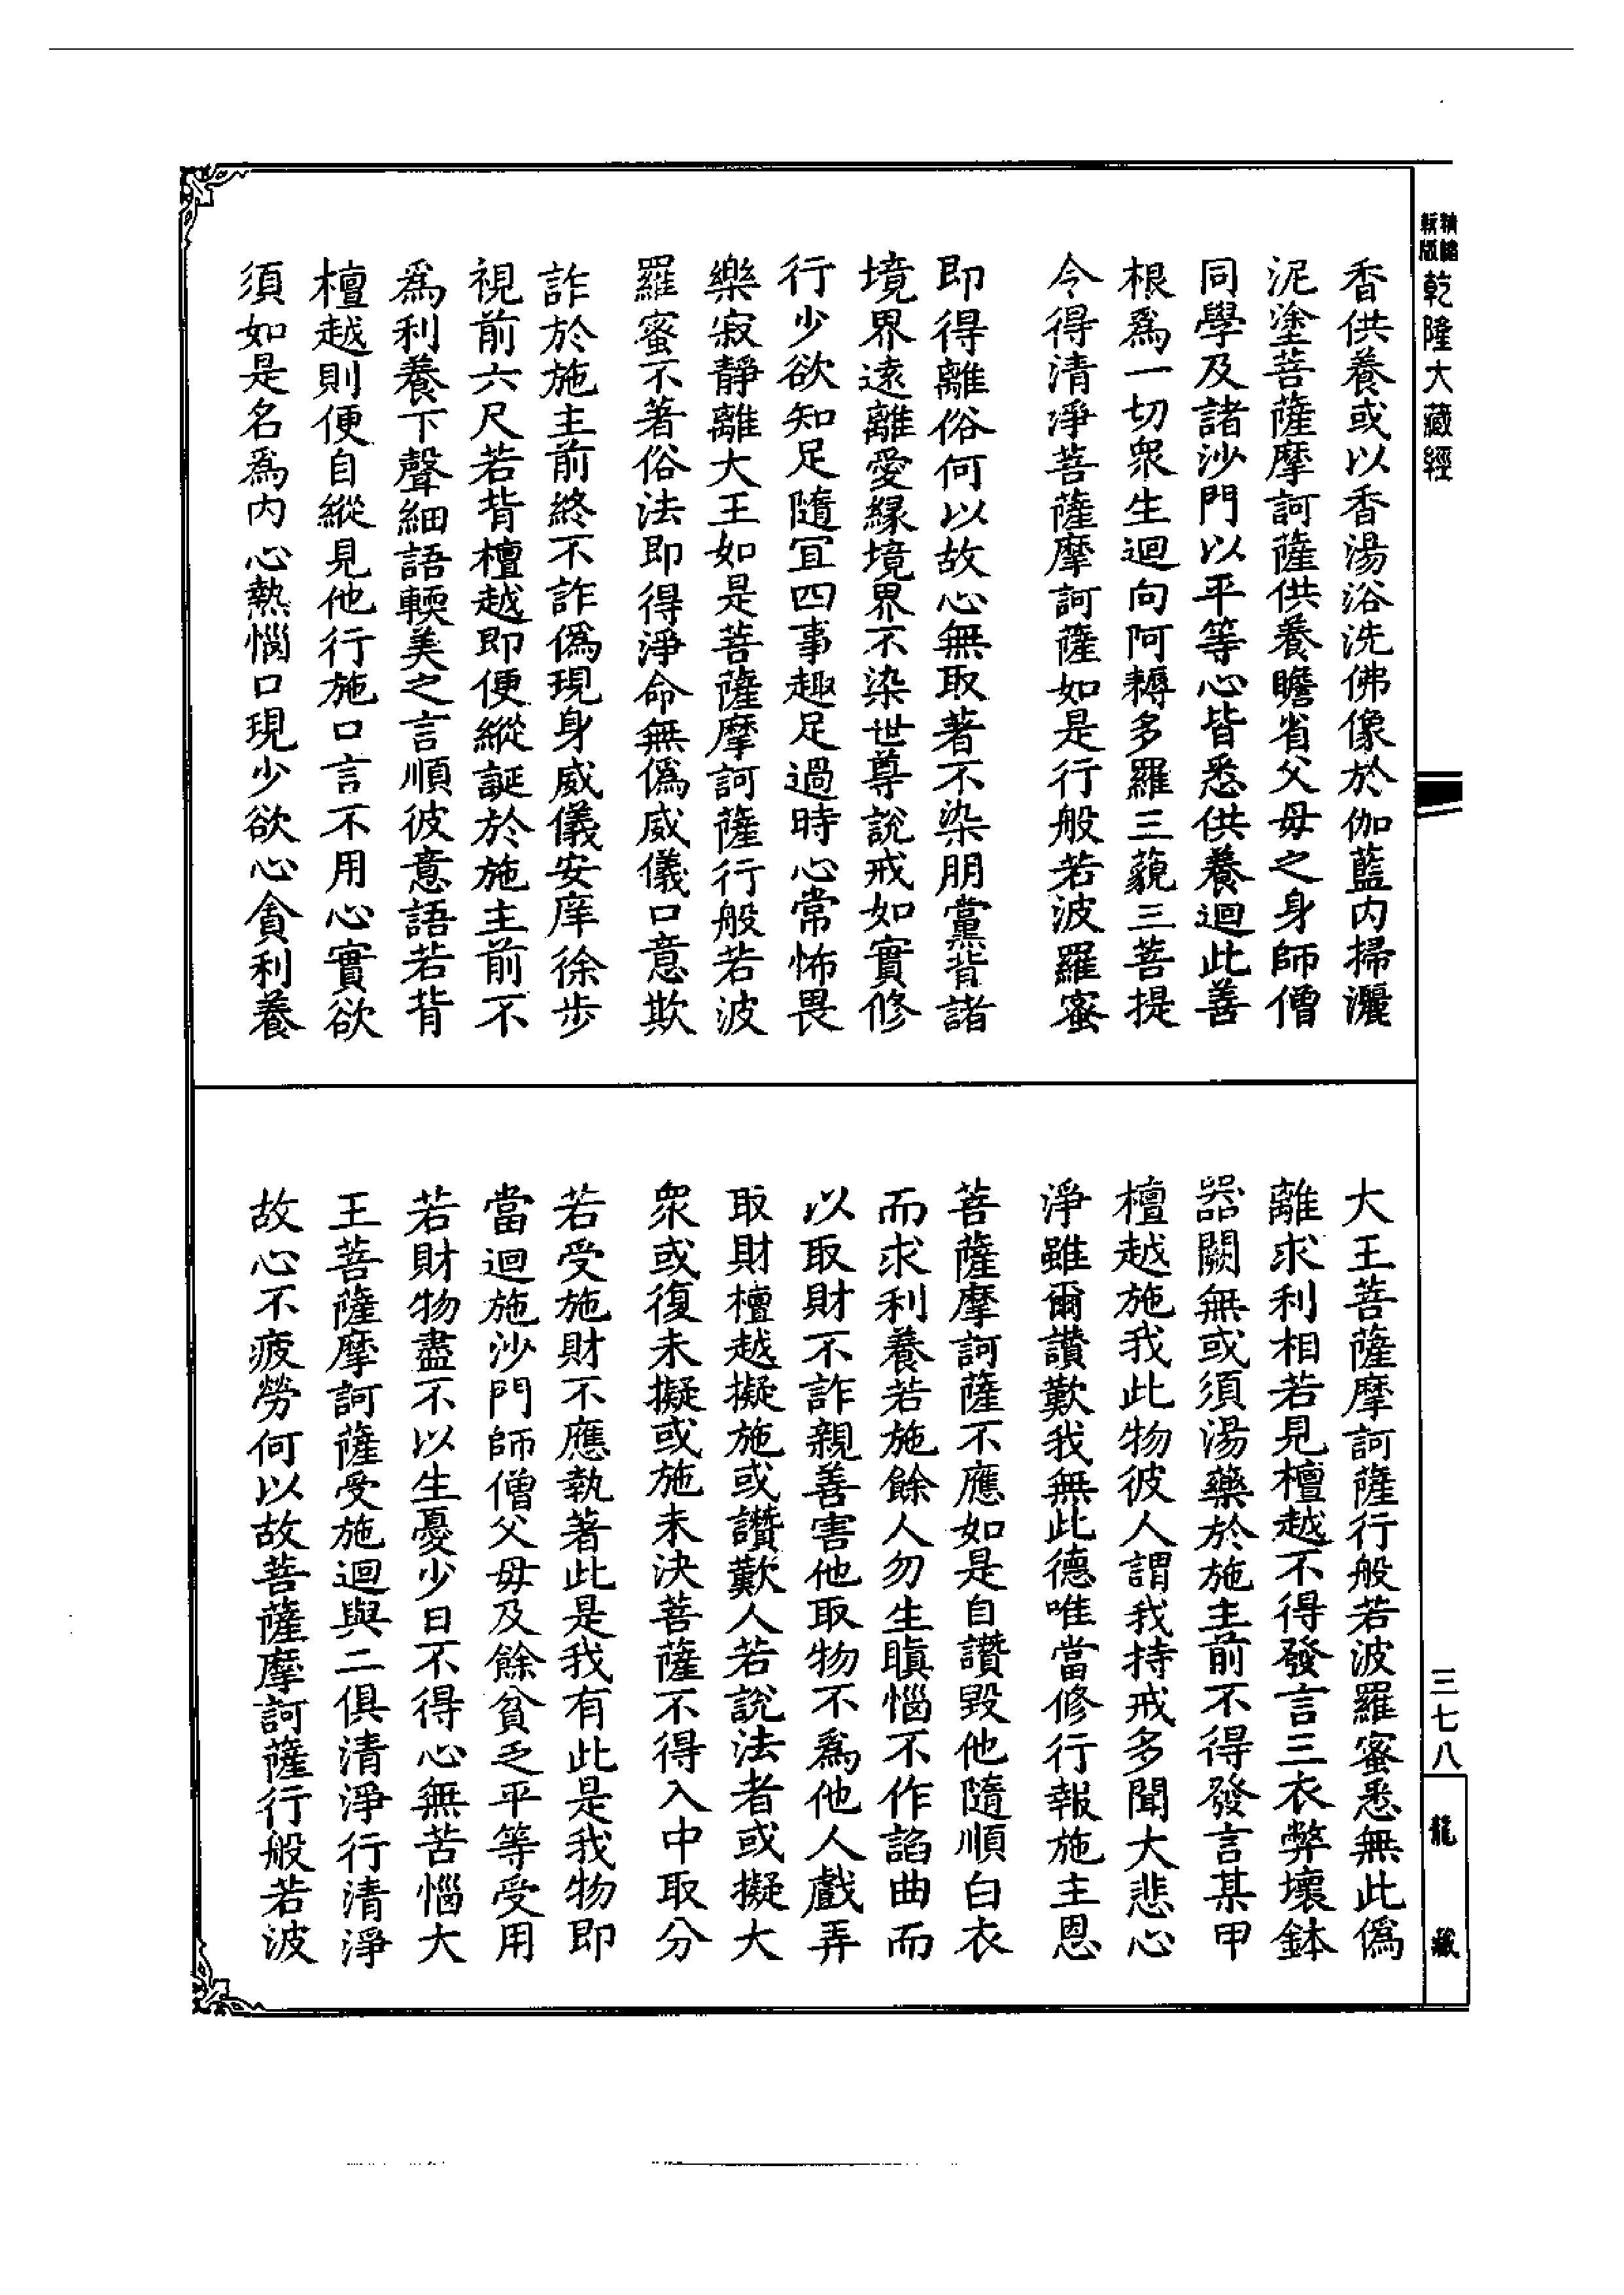 精縮
新版
乾隆大藏經
香供養或以香湯浴洗佛像於伽藍內掃灑
泥塗菩薩摩訶薩供養瞻省父母之身師僧
同學及諸沙門以平等心皆悉供養迴此善
根爲一切眾生迴向阿耨多羅三藐三菩提
令得清淨菩薩摩訶薩如是行般若波羅蜜
即得離俗何以故心無取著不染朋黨背諸
境界遠離愛緣境界不染世尊說戒如實修
行少欲知足隨宜四事趣足過時心常怖畏
樂寂靜離大王如是菩薩摩訶薩行般若波
羅蜜不著俗法即得淨命無僞威儀口意欺
詐於施主前終不詐僞現身威儀安庠徐步
視前六尺若背檀越即便縱誕於施主前不
爲利養下聲細語輭美之言順彼意語若背
檀越則便自縱見他行施口言不用心實欲
須如是名爲內心熱惱口現少欲心貪利養
大王菩薩摩訶薩行般若波羅蜜悉無此僞
離求利相若見檀越不得發言三衣弊壞鉢
器闕無或須湯藥於施主前不得發言某甲
檀越施我此物彼人謂我持戒多聞大悲心
淨雖爾讚歎我無此德唯當修行報施主恩
菩薩摩訶薩不應如是自讚毀他隨順白衣
而求利養若施餘人勿生瞋惱不作諂曲而
以取財不詐親善害他取物不爲他人戲弄
取財檀越擬施或讚歎人若說法者或擬大
眾或復未擬或施未決菩薩不得入中取分
若受施財不應執著此是我有此是我物即
當迴施沙門師僧父母及餘貧乏平等受用
若財物盡不以生憂少日不得心無苦惱大
王菩薩摩訶薩受施迴與二俱清淨行清淨
故心不疲勞何以故菩薩摩訶薩行般若波
三七八
龍藏